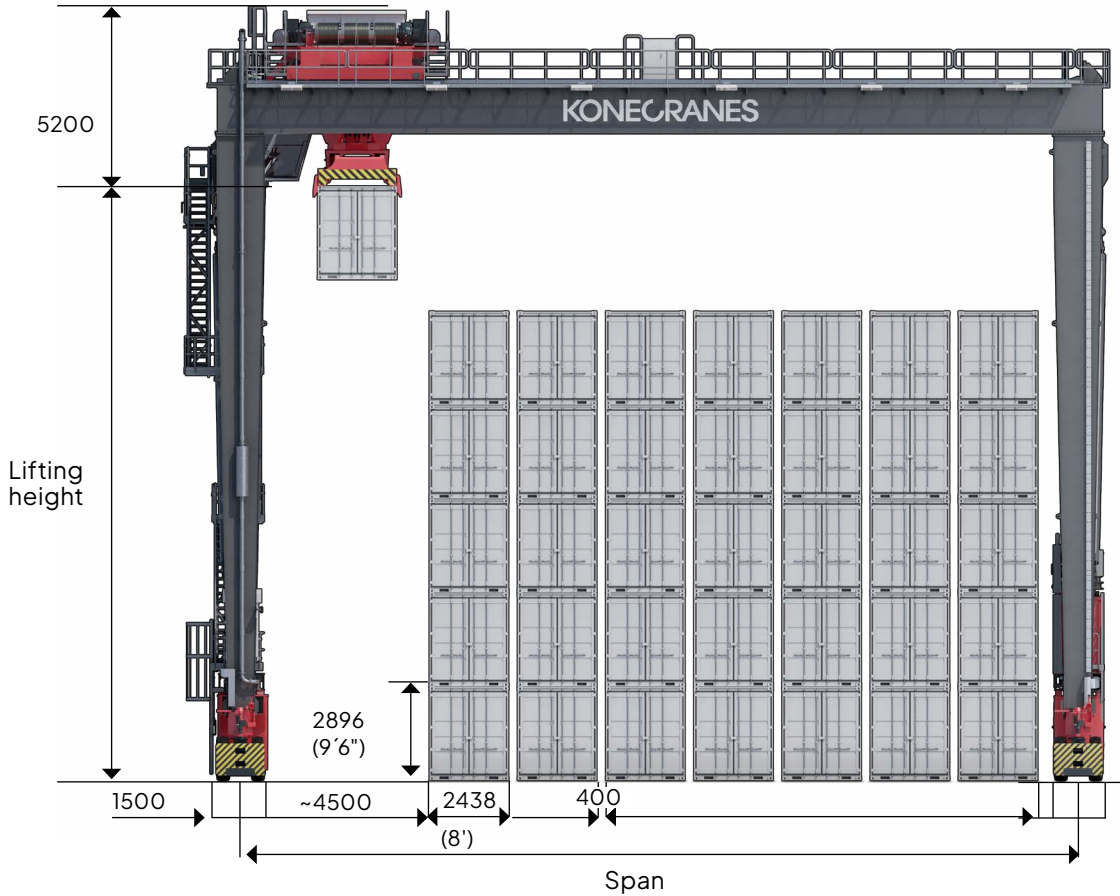 KONECRANES
5200
Lifting
height
2896
(9´6")
1500
~4500
2438
400
(8')
Span